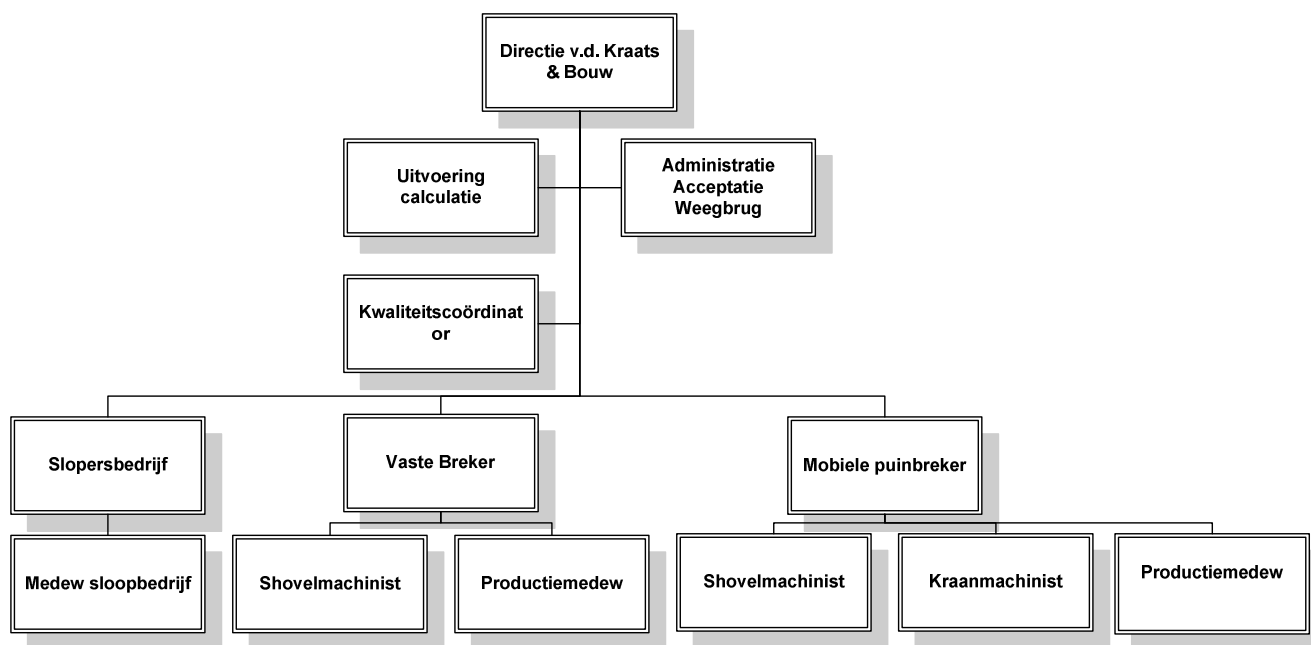 Directie v.d. Kraats
& Bouw
Uitvoering
calculatie
Administratie
Acceptatie
Weegbrug
Kwaliteitscoördinat
or
Slopersbedrijf
Vaste Breker
Mobiele puinbreker
Medew sloopbedrijf
Shovelmachinist
Productiemedew
Shovelmachinist
Kraanmachinist
Productiemedew